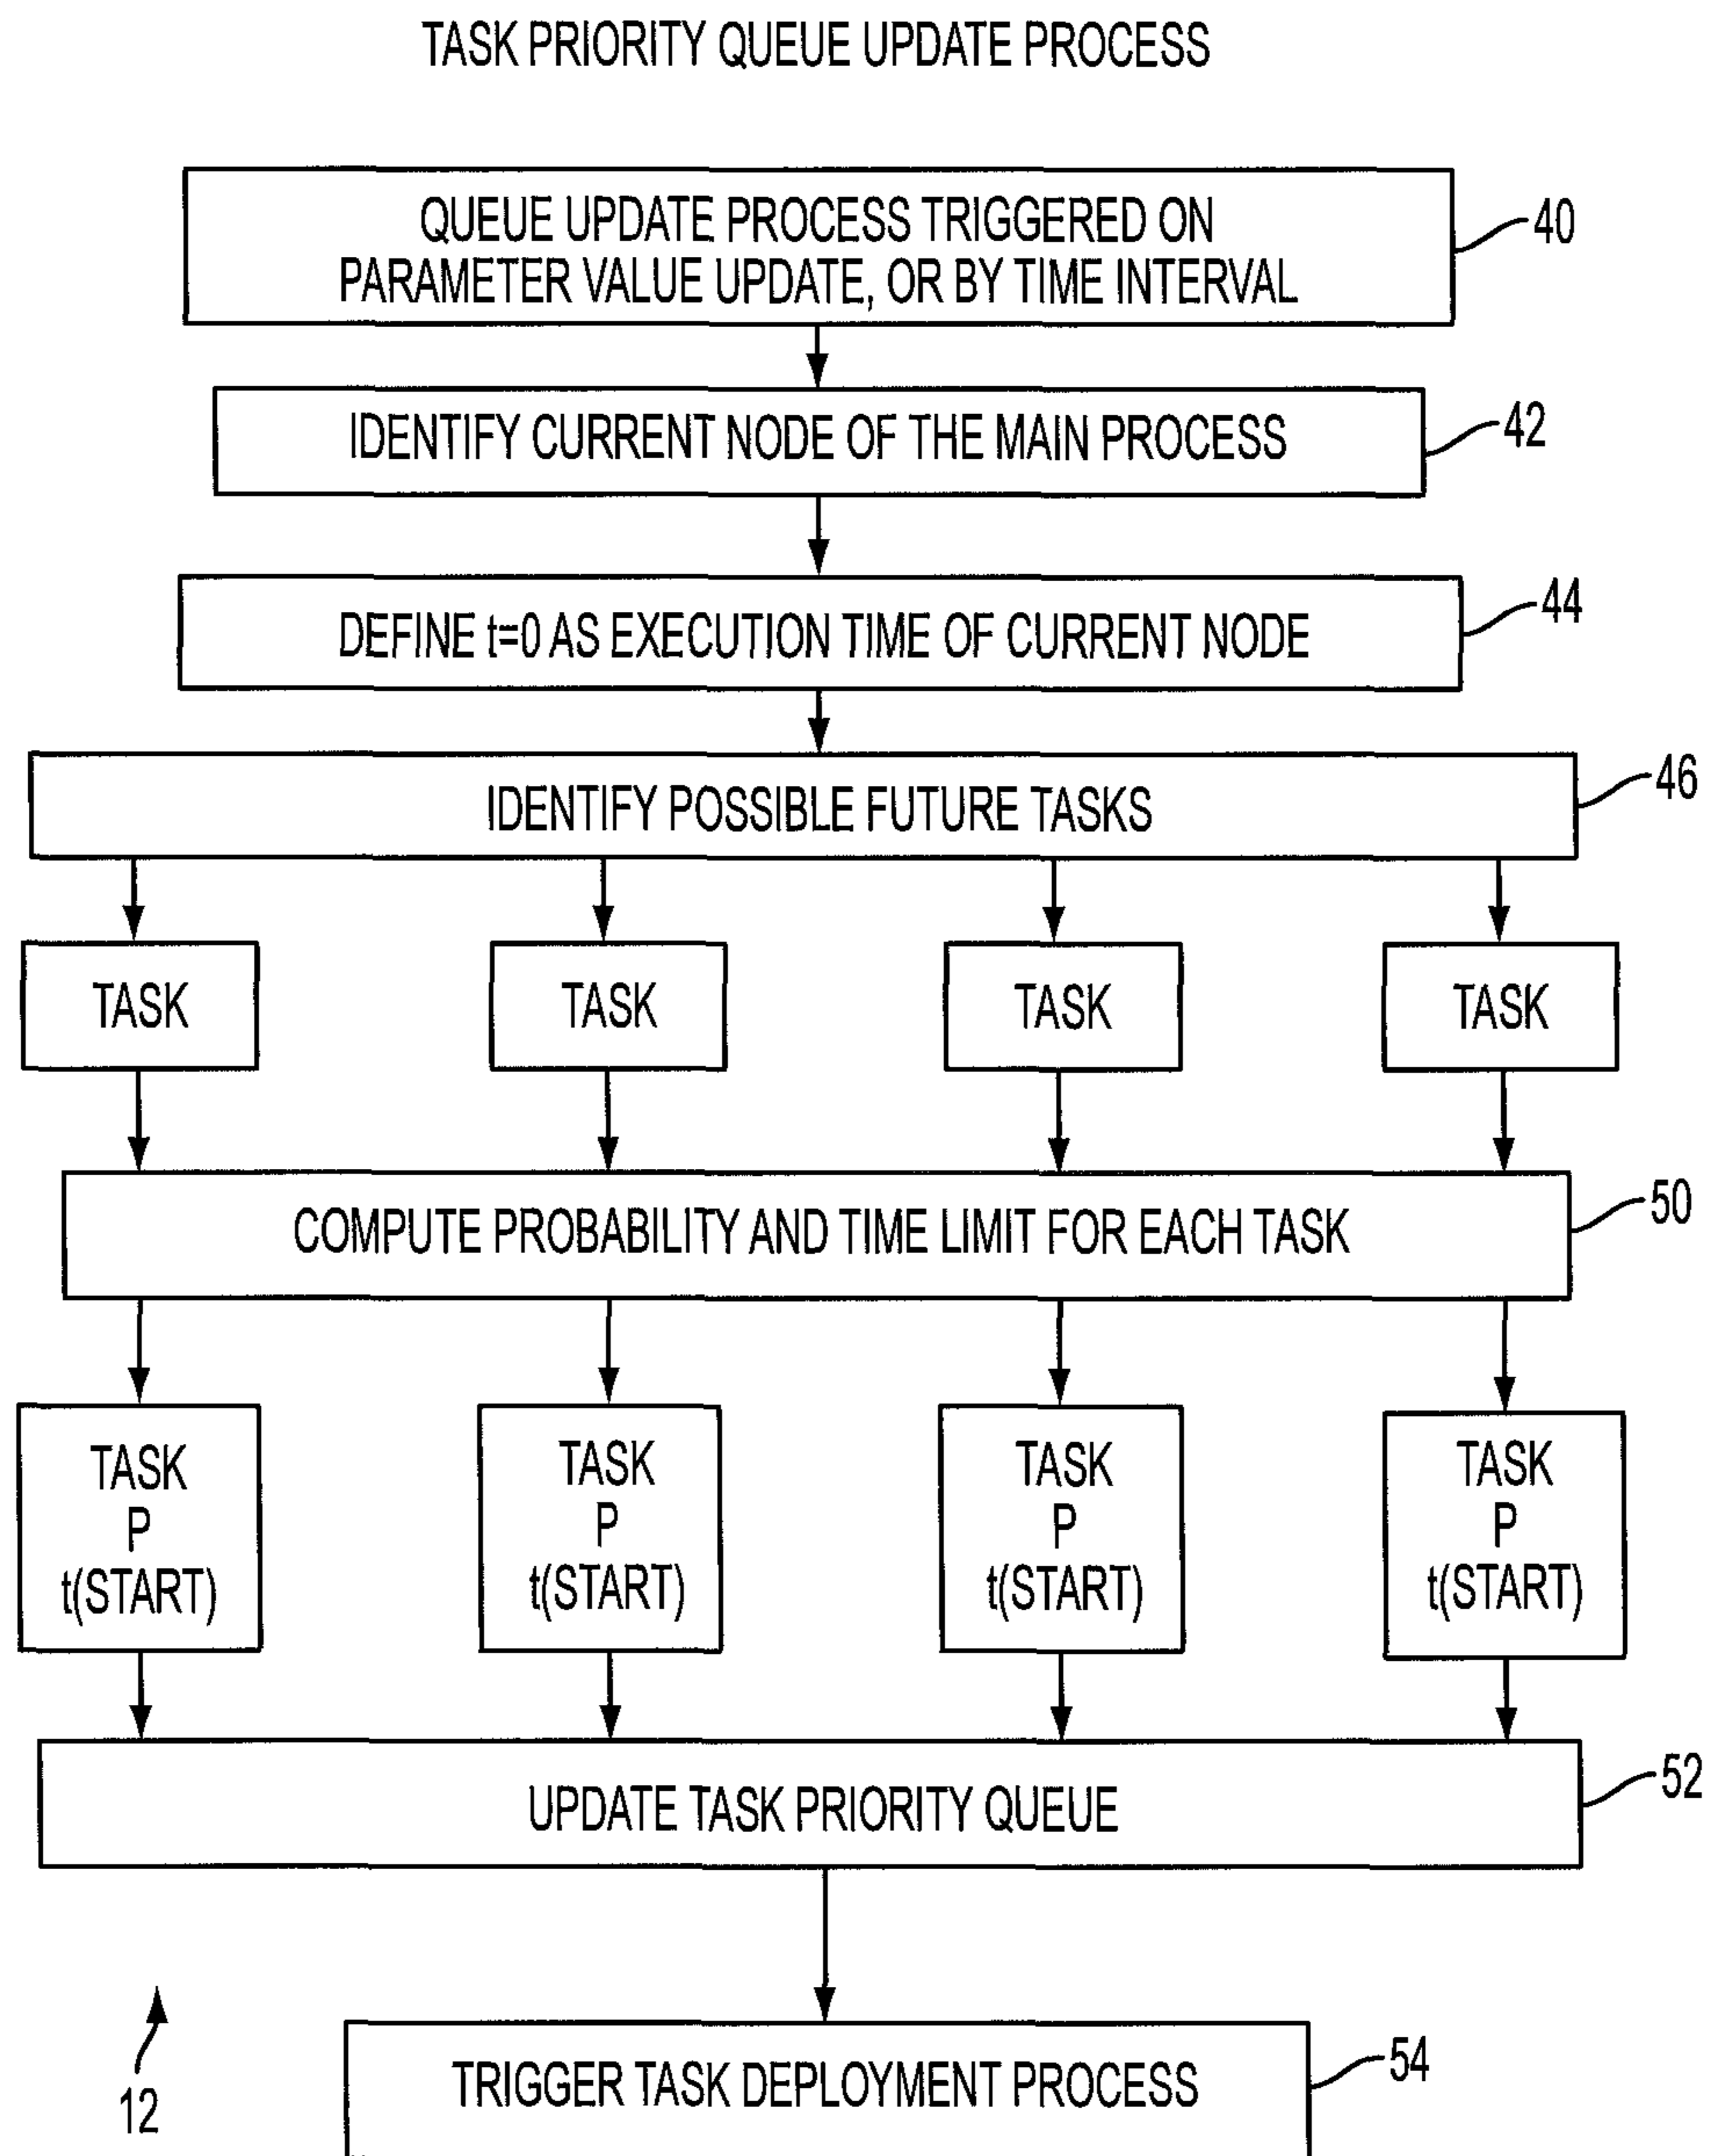 TASK PRIORITY QUEUE UPDATE PROCESS
QUEUE UPDATE PROCESS TRIGGERED ON
PARAMETER VALUE UPDATE, OR BY TIME INTERVAL
40
IDENTIFY CURRENT NODE OF THE MAIN PROCESS
42
DEFINE t=0 AS EXECUTION TIME OF CURRENT NODE
44
IDENTIFY POSSIBLE FUTURE TASKS
46
TASK
TASK
TASK
TASK
COMPUTE PROBABILITY AND TIME LIMIT FOR EACH TASK
50
TASK
P
t(START)
TASK
P
t(START)
TASK
P
t(START)
TASK
P
t(START)
UPDATE TASK PRIORITY QUEUE
52
TRIGGER TASK DEPLOYMENT PROCESS
54
12